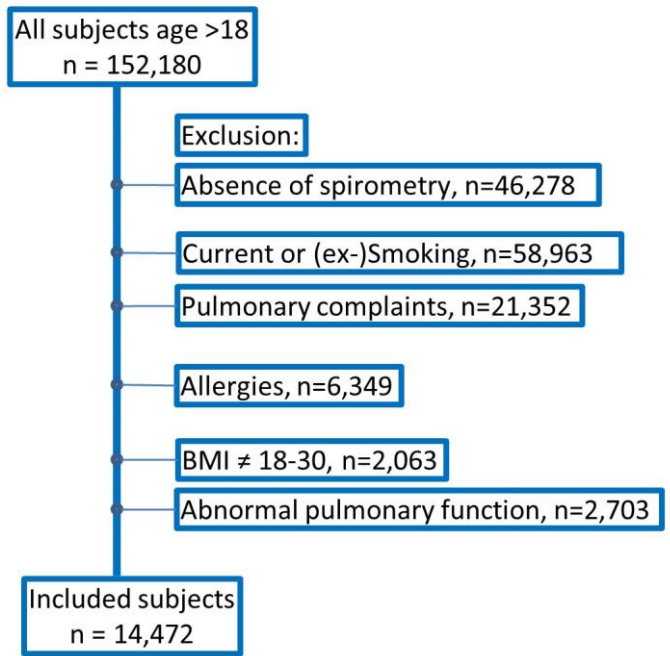 All subjects age >18
n = 152,180
Exclusion:
Absence of spirometry, n=46,278
Current or (ex-)Smoking, n=58,963
Pulmonary complaints, n=21,352
Allergies, n=6,349
BMI ≠ 18-30, n=2,063
Abnormal pulmonary function, n=2,703
Included subjects
n = 14,472